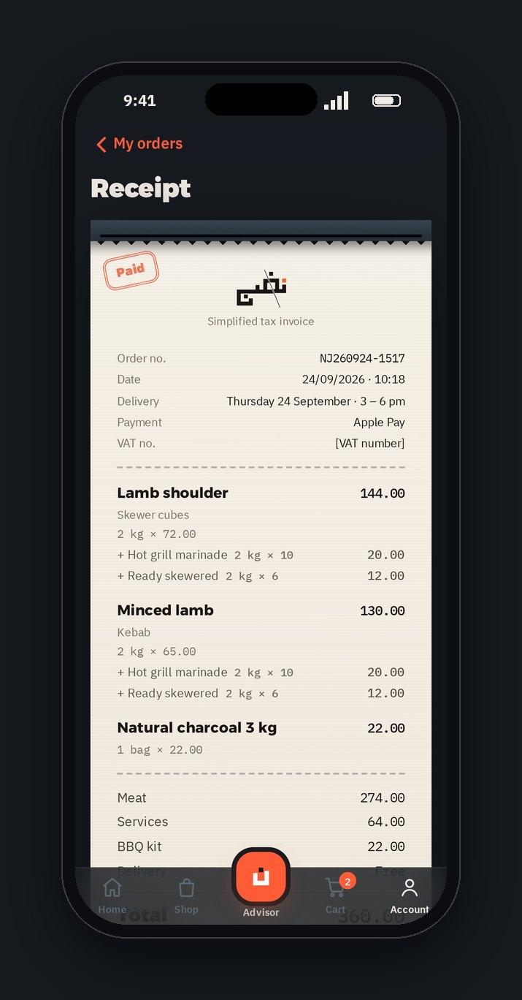 9:41
My orders
Receipt
Paid
نضج
Simplified tax invoice
Order no. NJ260924-1517
Date 24/09/2026 · 10:18
Delivery Thursday 24 September · 3 – 6 pm
Payment Apple Pay
VAT no. [VAT number]
Lamb shoulder 144.00
Skewer cubes
2 kg × 72.00
+ Hot grill marinade 2 kg × 10 20.00
+ Ready skewered 2 kg × 6 12.00
Minced lamb 130.00
Kebab
2 kg × 65.00
+ Hot grill marinade 2 kg × 10 20.00
+ Ready skewered 2 kg × 6 12.00
Natural charcoal 3 kg 22.00
1 bag × 22.00
Meat 274.00
Services 64.00
BBQ kit 22.00
Delivery Free
Total 360.00
2
Home Shop Advisor Cart Account